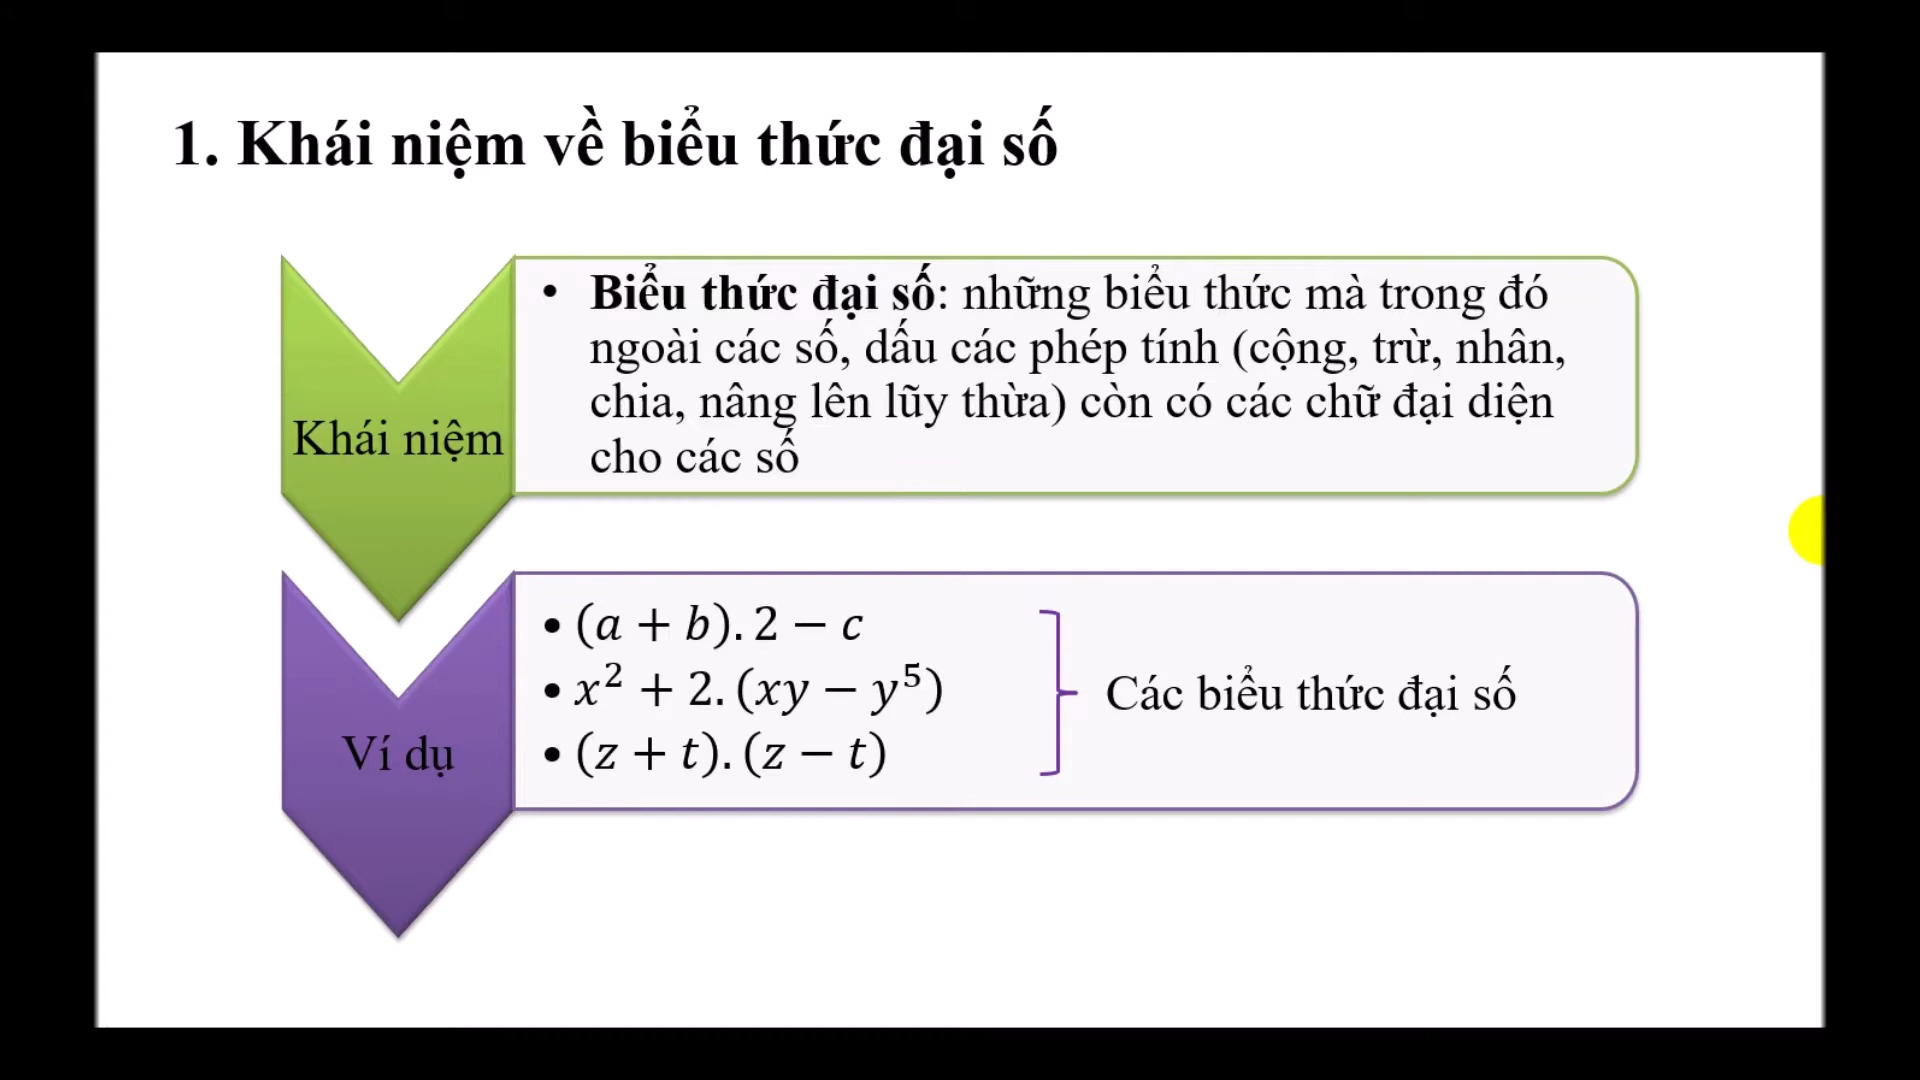 1. Khái niệm về biểu thức đại số
Khái niệm
• Biểu thức đại số: những biểu thức mà trong đó
ngoài các số, dấu các phép tính (cộng, trừ, nhân,
chia, nâng lên lũy thừa) còn có các chữ đại diện
cho các số
Ví dụ
• (a + b). 2 − c
• x² + 2. (xy − y⁵)
• (z + t). (z − t)
Các biểu thức đại số